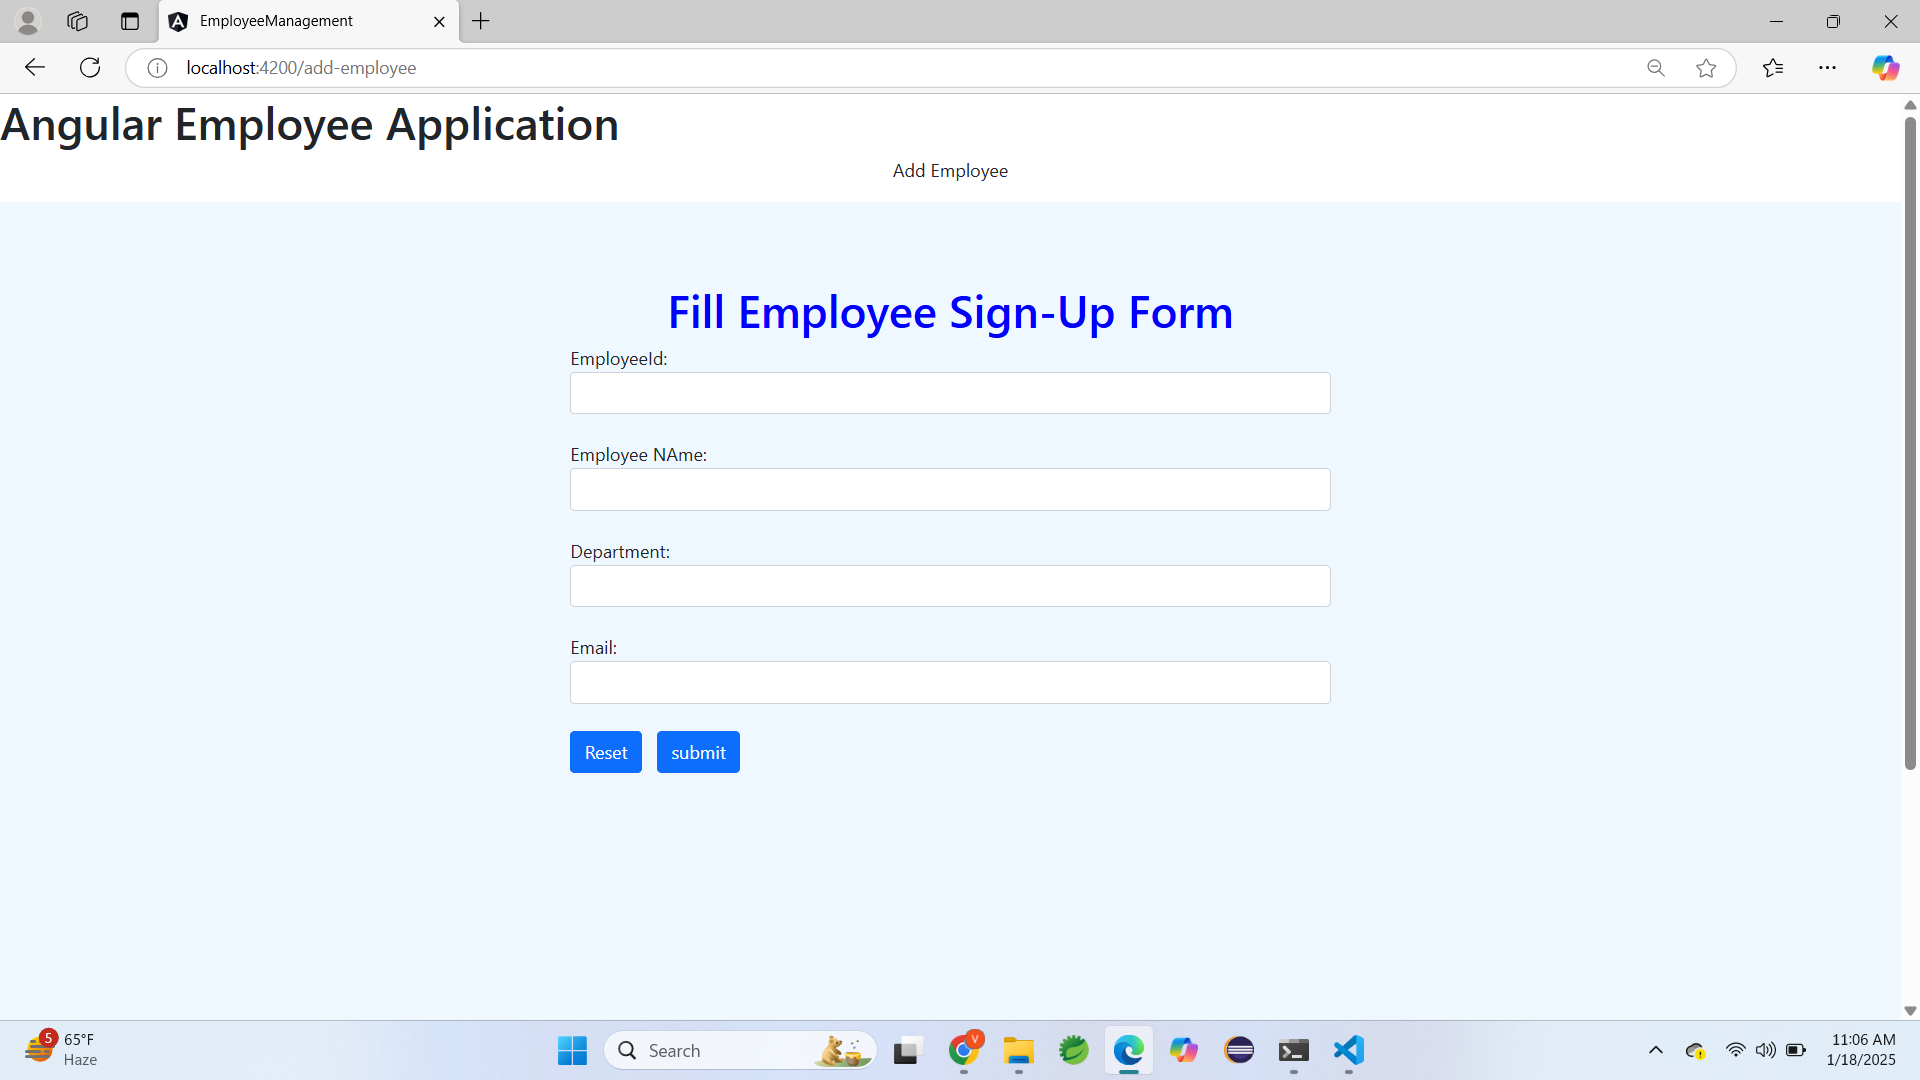 EmployeeManagement
localhost:4200/add-employee
Angular Employee Application
Add Employee
Fill Employee Sign-Up Form
EmployeeId:
Employee NAme:
Department:
Email:
Reset submit
5
65°F
Haze
Search
V
11:06 AM
1/18/2025